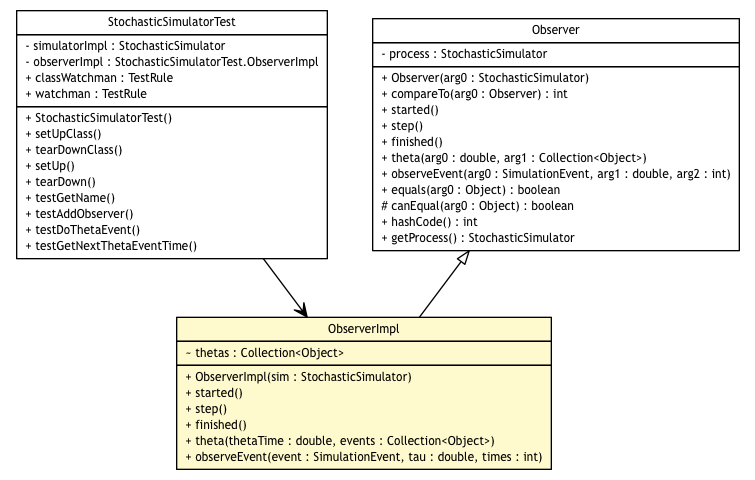 StochasticSimulatorTest
- simulatorImpl : StochasticSimulator
- observerImpl : StochasticSimulatorTest.ObserverImpl
+ classWatchman : TestRule
+ watchman : TestRule
+ StochasticSimulatorTest()
+ setUpClass()
+ tearDownClass()
+ setUp()
+ tearDown()
+ testGetName()
+ testAddObserver()
+ testDoThetaEvent()
+ testGetNextThetaEventTime()
Observer
- process : StochasticSimulator
+ Observer(arg0 : StochasticSimulator)
+ compareTo(arg0 : Observer) : int
+ started()
+ step()
+ finished()
+ theta(arg0 : double, arg1 : Collection<Object>)
+ observeEvent(arg0 : SimulationEvent, arg1 : double, arg2 : int)
+ equals(arg0 : Object) : boolean
# canEqual(arg0 : Object) : boolean
+ hashCode() : int
+ getProcess() : StochasticSimulator
ObserverImpl
~ thetas : Collection<Object>
+ ObserverImpl(sim : StochasticSimulator)
+ started()
+ step()
+ finished()
+ theta(thetaTime : double, events : Collection<Object>)
+ observeEvent(event : SimulationEvent, tau : double, times : int)